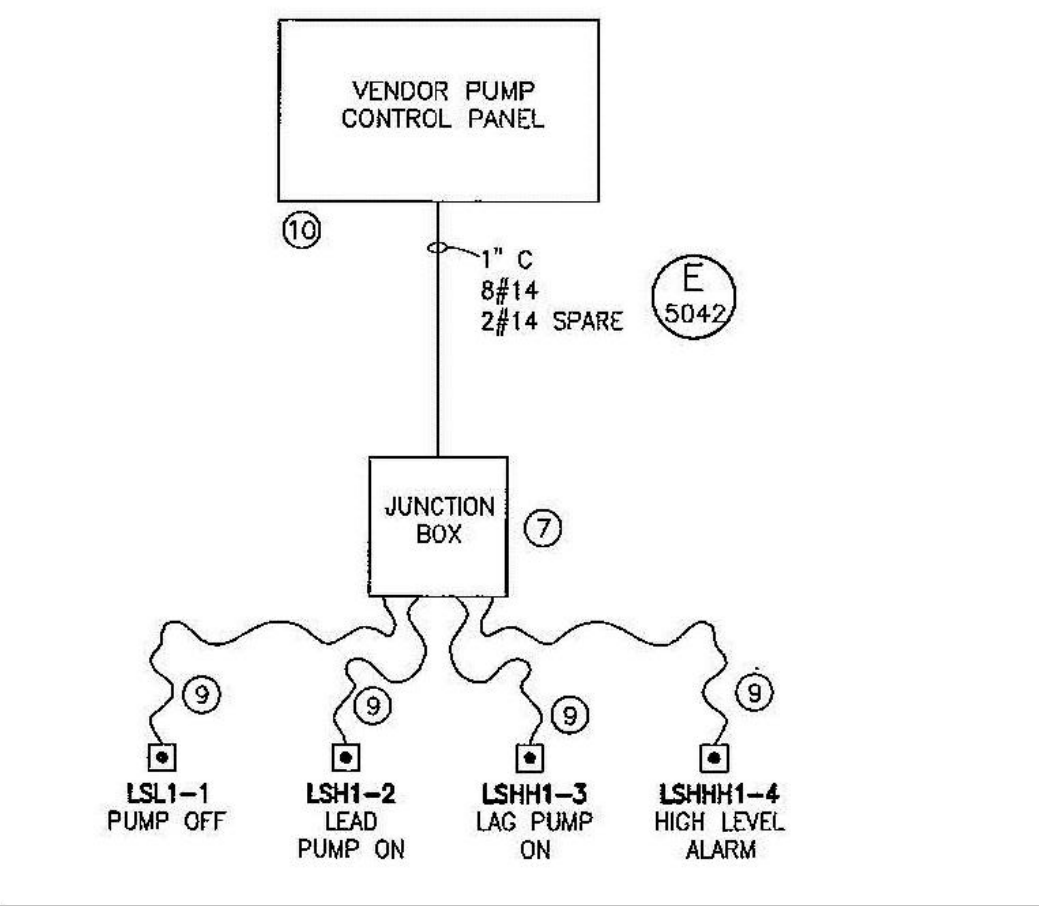 VENDOR PUMP
CONTROL PANEL
10
1" C
8#14
2#14 SPARE
E
5042
JUNCTION
BOX
7
9
9
9
9
LSL1-1
PUMP OFF
LSH1-2
LEAD
PUMP ON
LSHH1-3
LAG PUMP
ON
LSHHH1-4
HIGH LEVEL
ALARM